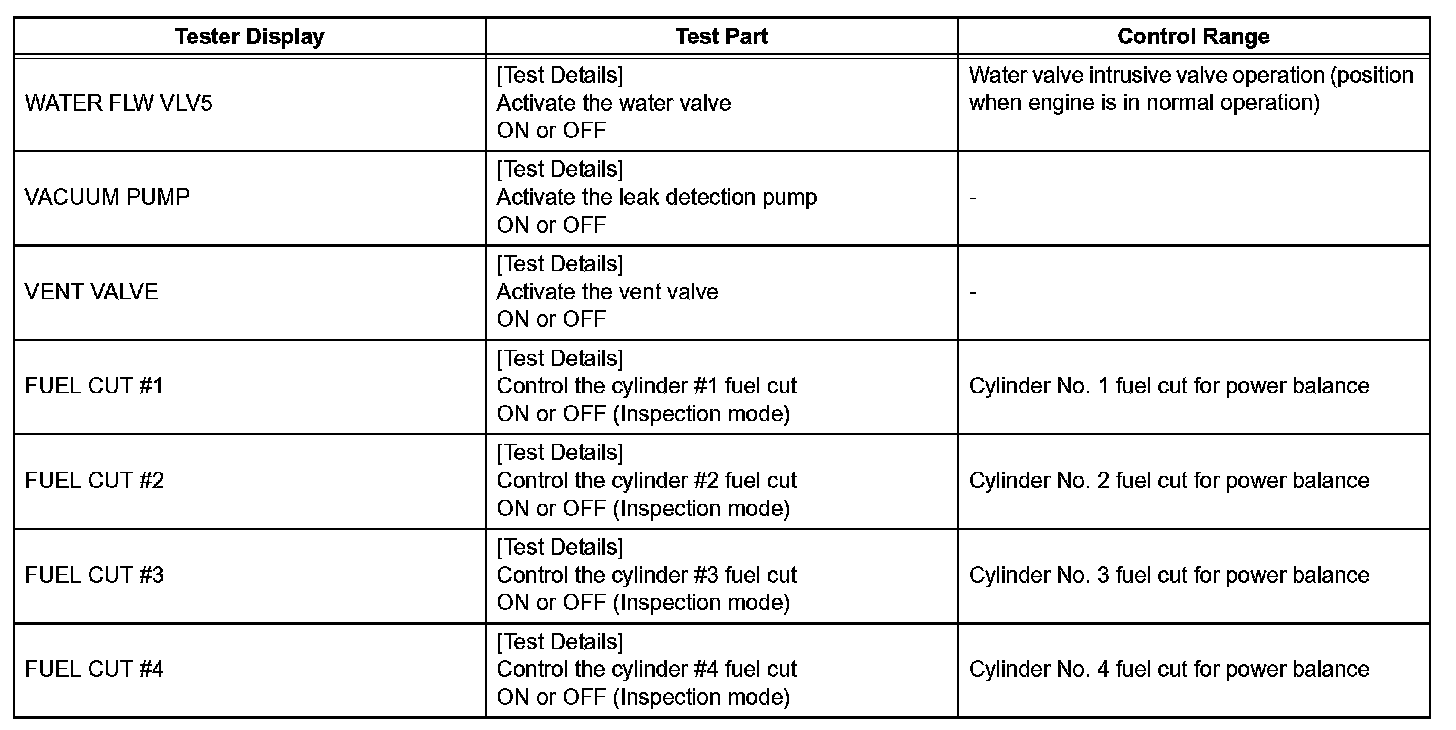 Tester Display Test Part Control Range
WATER FLW VLV5
[Test Details]
Activate the water valve
ON or OFF
Water valve intrusive valve operation (position
when engine is in normal operation)
VACUUM PUMP
[Test Details]
Activate the leak detection pump
ON or OFF
-
VENT VALVE
[Test Details]
Activate the vent valve
ON or OFF
-
FUEL CUT #1
[Test Details]
Control the cylinder #1 fuel cut
ON or OFF (Inspection mode)
Cylinder No. 1 fuel cut for power balance
FUEL CUT #2
[Test Details]
Control the cylinder #2 fuel cut
ON or OFF (Inspection mode)
Cylinder No. 2 fuel cut for power balance
FUEL CUT #3
[Test Details]
Control the cylinder #3 fuel cut
ON or OFF (Inspection mode)
Cylinder No. 3 fuel cut for power balance
FUEL CUT #4
[Test Details]
Control the cylinder #4 fuel cut
ON or OFF (Inspection mode)
Cylinder No. 4 fuel cut for power balance